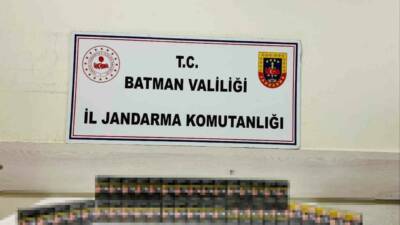 T.C.
BATMAN VALİLİĞİ
İL JANDARMA KOMUTANLIĞI